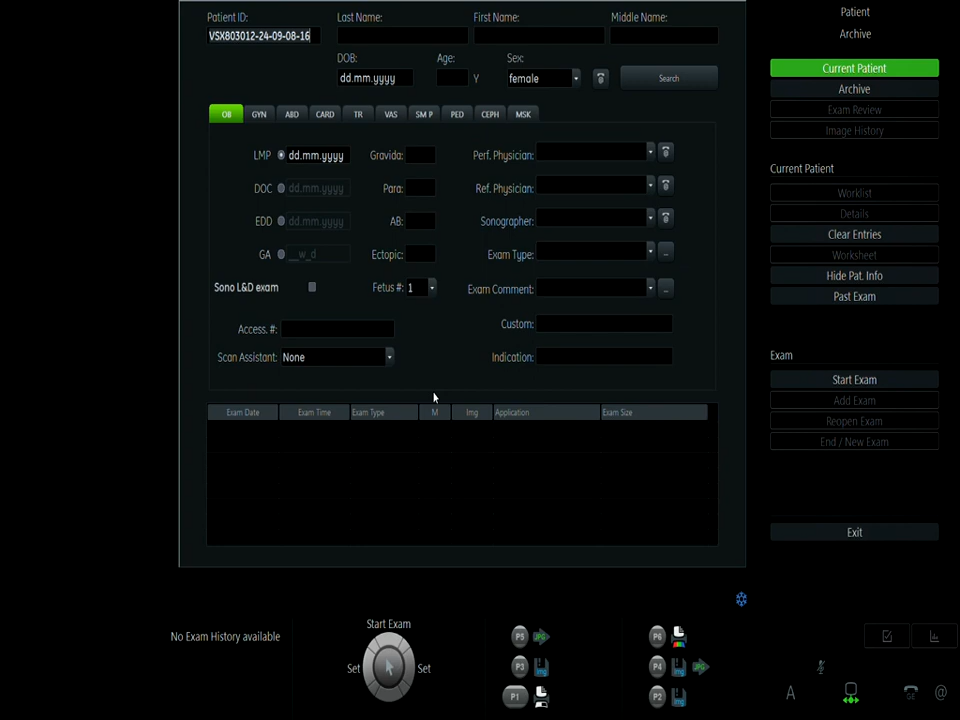 Patient ID: Last Name: First Name: Middle Name:
VSX803012-24-09-08-16
DOB: Age: Sex:
dd.mm.yyyy Y female Search
OB GYN ABD CARD TR VAS SM P PED CEPH MSK
LMP dd.mm.yyyy Gravida: Perf. Physician:
DOC dd.mm.yyyy Para: Ref. Physician:
EDD dd.mm.yyyy AB: Sonographer:
GA __w_d Ectopic: Exam Type: ...
Sono L&D exam Fetus #: 1 Exam Comment: ...
Access. #: Custom:
Scan Assistant: None Indication:
Exam Date Exam Time Exam Type M Img Application Exam Size
Patient
Archive
Current Patient
Archive
Exam Review
Image History
Current Patient
Worklist
Details
Clear Entries
Worksheet
Hide Pat. Info
Past Exam
Exam
Start Exam
Add Exam
Reopen Exam
End / New Exam
Exit
No Exam History available
Start Exam
Set Set
P5 JPG P6
P3 img P4 img JPG
P1 P2 img
A GE @